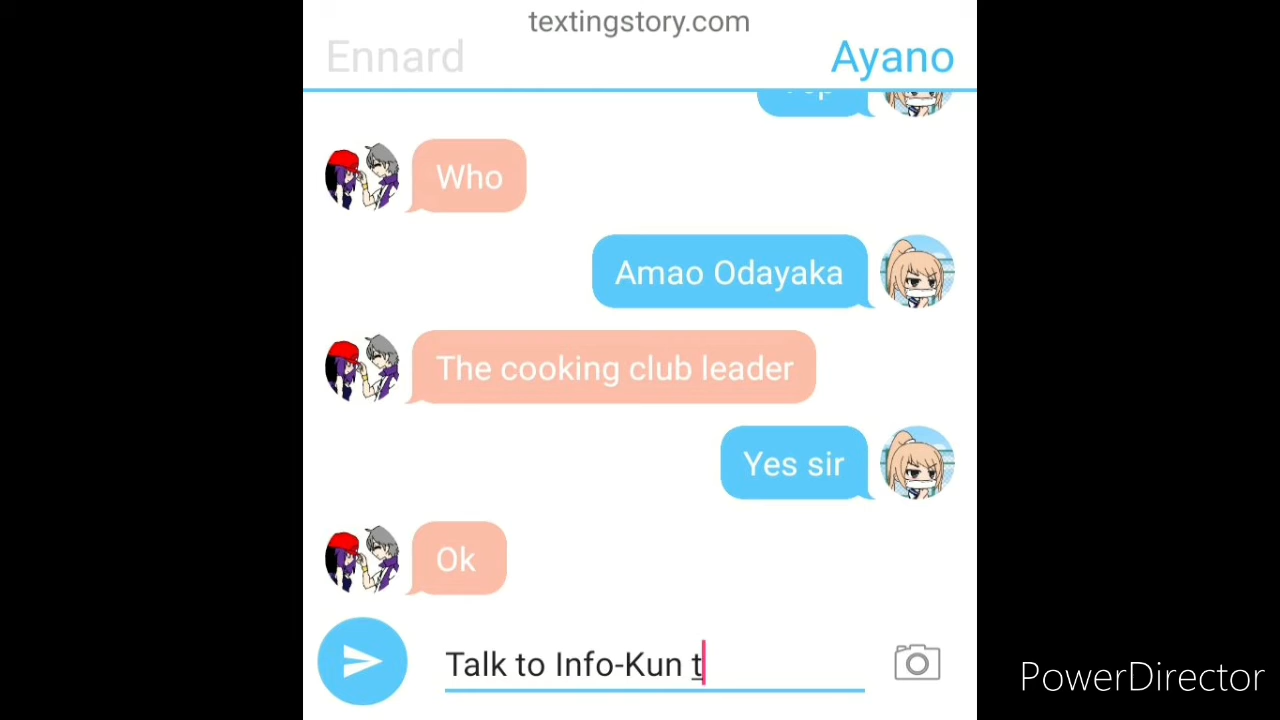 textingstory.com
Ennard
Ayano
Who
Amao Odayaka
The cooking club leader
Yes sir
Ok
Talk to Info-Kun t
PowerDirector